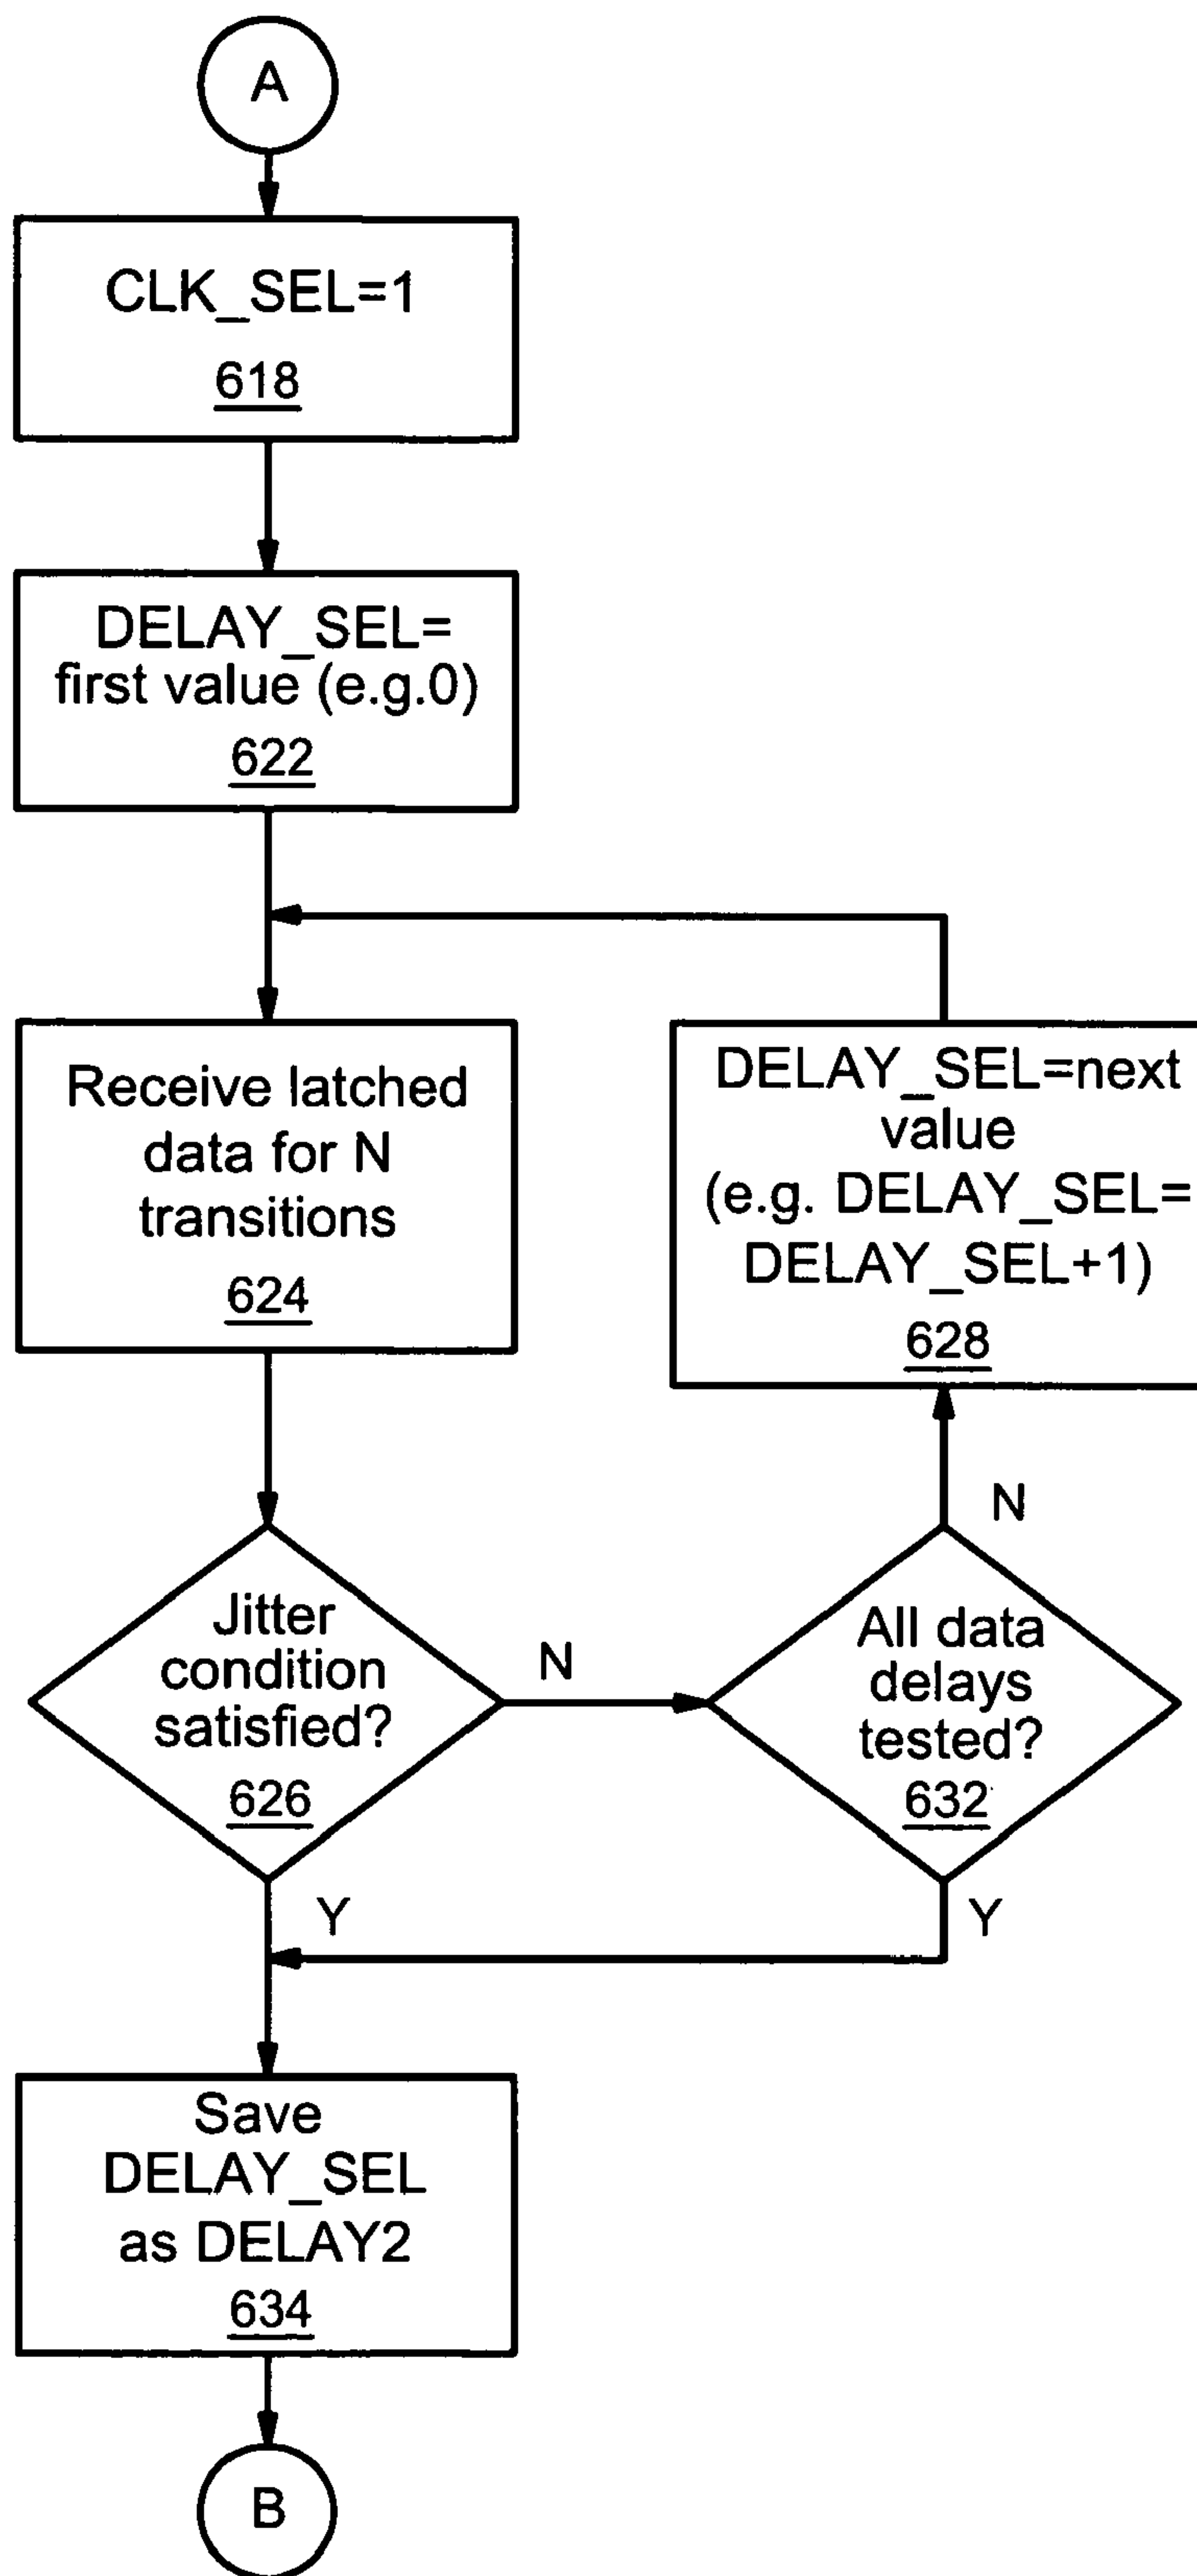 A
CLK_SEL=1
618
DELAY_SEL=
first value (e.g.0)
622
Receive latched
data for N
transitions
624
DELAY_SEL=next
value
(e.g. DELAY_SEL=
DELAY_SEL+1)
628
Jitter
condition
satisfied?
626
N
All data
delays
tested?
632
N
Y
Y
Save
DELAY_SEL
as DELAY2
634
B